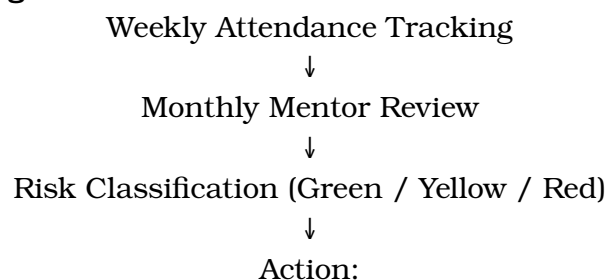 Weekly Attendance Tracking
↓
Monthly Mentor Review
↓
Risk Classification (Green / Yellow / Red)
↓
Action: